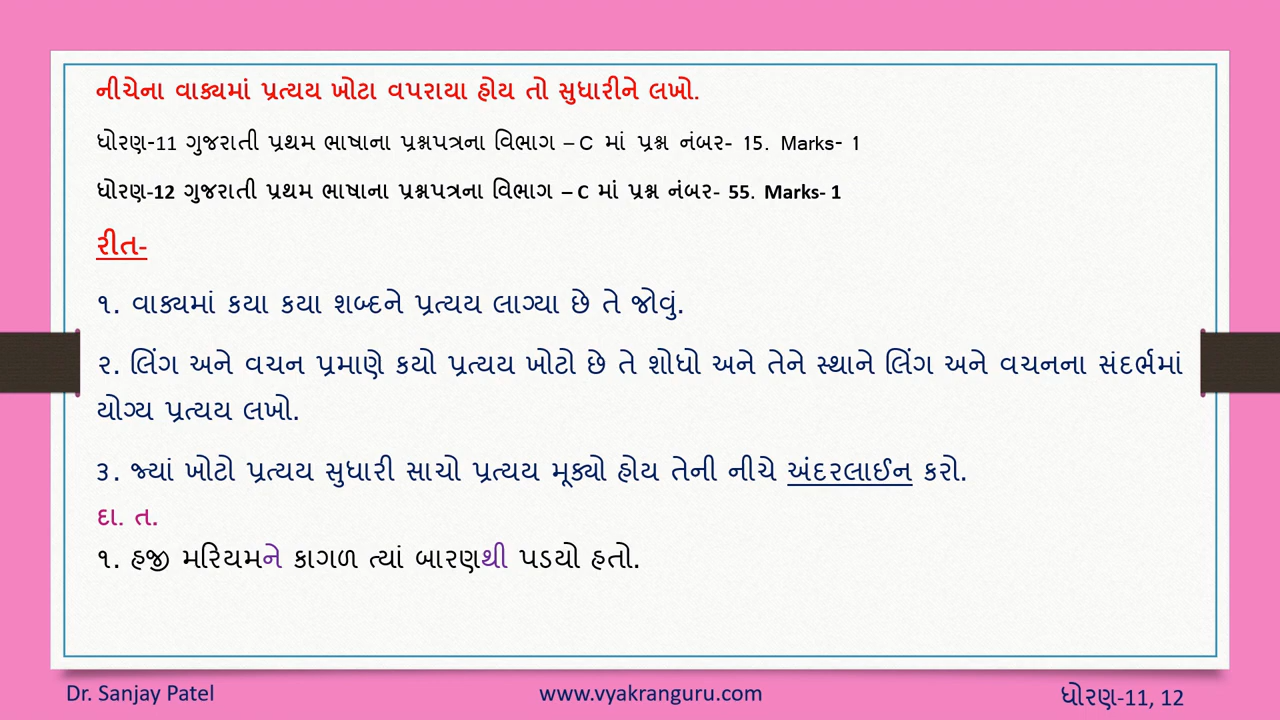 નીચેના વાક્યમાં પ્રત્યય ખોટા વપરાયા હોય તો સુધારીને લખો.
ધોરણ-11 ગુજરાતી પ્રથમ ભાષાના પ્રશ્નપત્રના વિભાગ – C માં પ્રશ્ન નંબર- 15. Marks- 1
ધોરણ-12 ગુજરાતી પ્રથમ ભાષાના પ્રશ્નપત્રના વિભાગ – C માં પ્રશ્ન નંબર- 55. Marks- 1
રીત-
૧. વાક્યમાં કયા કયા શબ્દને પ્રત્યય લાગ્યા છે તે જોવું.
૨. લિંગ અને વચન પ્રમાણે કયો પ્રત્યય ખોટો છે તે શોધો અને તેને સ્થાને લિંગ અને વચનના સંદર્ભમાં
યોગ્ય પ્રત્યય લખો.
૩. જ્યાં ખોટો પ્રત્યય સુધારી સાચો પ્રત્યય મૂક્યો હોય તેની નીચે અંદરલાઈન કરો.
દા. ત.
૧. હજી મરિયમને કાગળ ત્યાં બારણથી પડયો હતો.
Dr. Sanjay Patel www.vyakranguru.com ધોરણ-11, 12